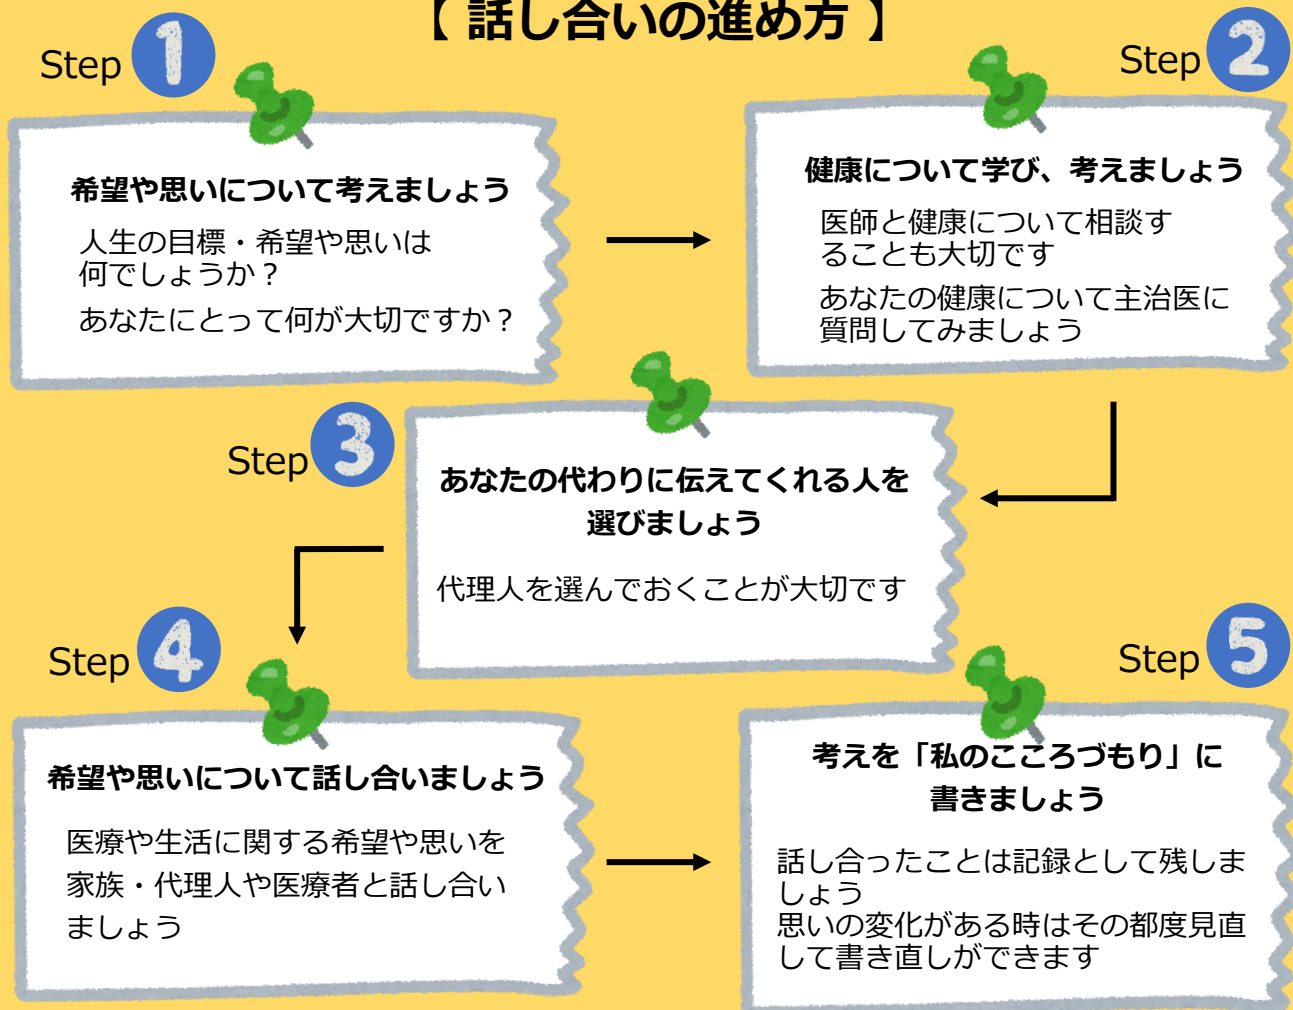 【 話し合いの進め方 】
Step 1
希望や思いについて考えましょう
人生の目標・希望や思いは
何でしょうか？
あなたにとって何が大切ですか？
Step 2
健康について学び、考えましょう
医師と健康について相談す
ることも大切です
あなたの健康について主治医に
質問してみましょう
Step 3
あなたの代わりに伝えてくれる人を
選びましょう
代理人を選んでおくことが大切です
Step 4
希望や思いについて話し合いましょう
医療や生活に関する希望や思いを
家族・代理人や医療者と話し合い
ましょう
Step 5
考えを「私のこころづもり」に
書きましょう
話し合ったことは記録として残しま
しょう
思いの変化がある時はその都度見直
して書き直しができます